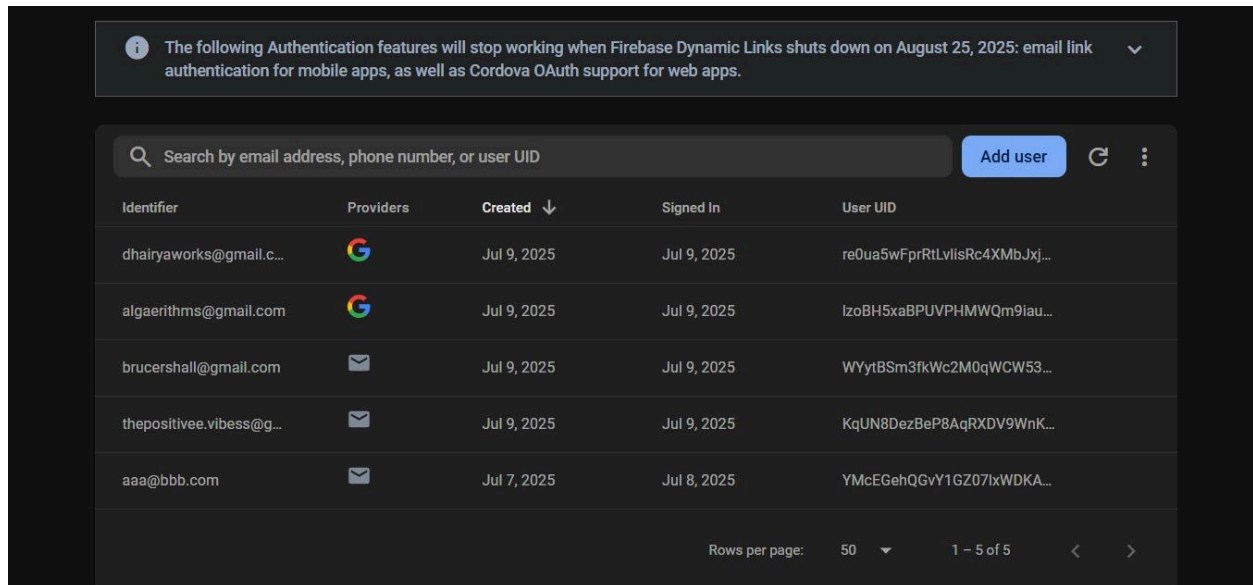 The following Authentication features will stop working when Firebase Dynamic Links shuts down on August 25, 2025: email link
authentication for mobile apps, as well as Cordova OAuth support for web apps.
Search by email address, phone number, or user UID
Add user
Identifier Providers Created Signed In User UID
dhairyaworks@gmail.c... Jul 9, 2025 Jul 9, 2025 re0ua5wFprRtLvlisRc4XMbJxj...
algaerithms@gmail.com Jul 9, 2025 Jul 9, 2025 IzoBH5xaBPUVPHMWQm9iau...
brucershall@gmail.com Jul 9, 2025 Jul 9, 2025 WYytBSm3fkWc2M0qWCW53...
thepositivee.vibess@g... Jul 9, 2025 Jul 9, 2025 KqUN8DezBeP8AqRXDV9WnK...
aaa@bbb.com Jul 7, 2025 Jul 8, 2025 YMcEGehQGvY1GZ07IxWDKA...
Rows per page: 50 1 – 5 of 5